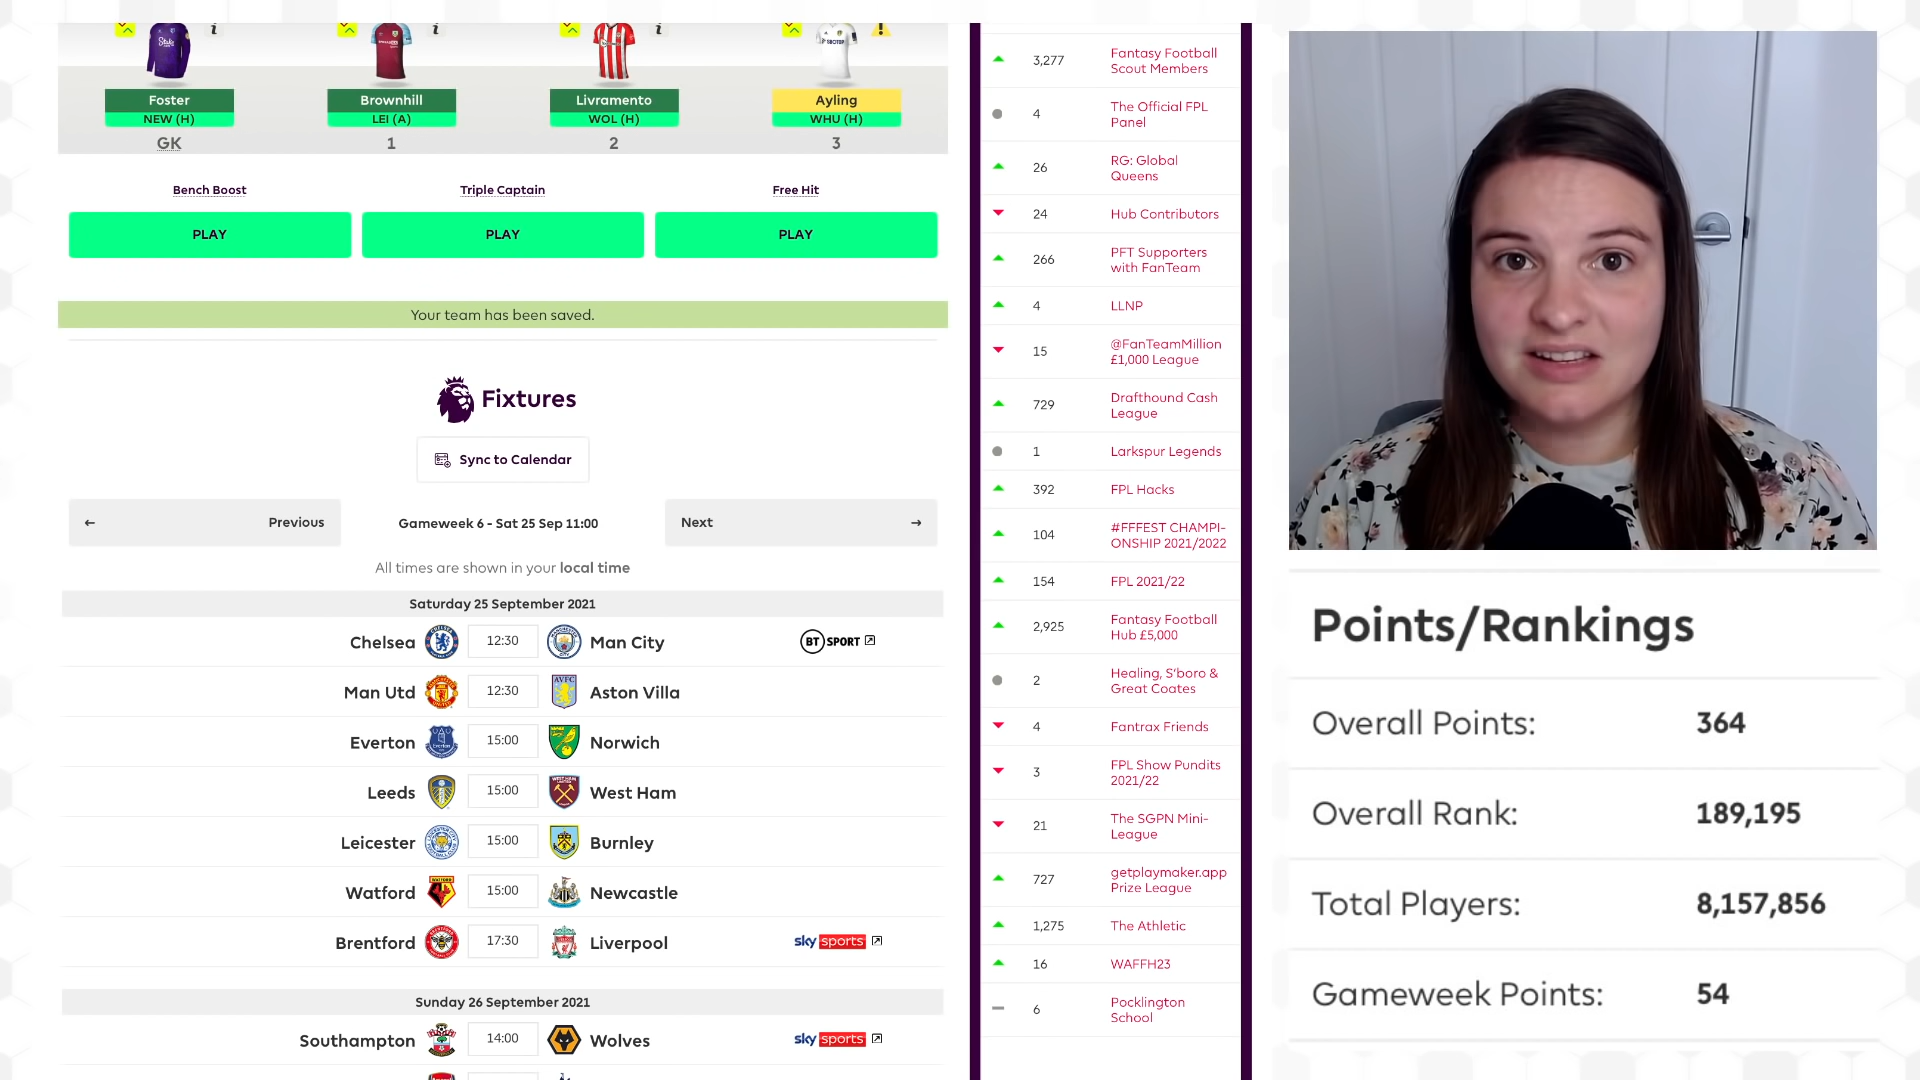 Foster
NEW (H)
GK
Brownhill
LEI (A)
1
Livramento
WOL (H)
2
Ayling
WHU (H)
3
Bench Boost
PLAY
Triple Captain
PLAY
Free Hit
PLAY
Your team has been saved.
Fixtures
Sync to Calendar
Previous
Gameweek 6 - Sat 25 Sep 11:00
Next
All times are shown in your local time
Saturday 25 September 2021
Chelsea 12:30 Man City BT SPORT
Man Utd 12:30 Aston Villa
Everton 15:00 Norwich
Leeds 15:00 West Ham
Leicester 15:00 Burnley
Watford 15:00 Newcastle
Brentford 17:30 Liverpool sky sports
Sunday 26 September 2021
Southampton 14:00 Wolves sky sports
3,277 Fantasy Football
Scout Members
4 The Official FPL
Panel
26 RG: Global
Queens
24 Hub Contributors
266 PFT Supporters
with FanTeam
4 LLNP
15 @FanTeamMillion
£1,000 League
729 Drafthound Cash
League
1 Larkspur Legends
392 FPL Hacks
104 #FFFEST CHAMPI-
ONSHIP 2021/2022
154 FPL 2021/22
2,925 Fantasy Football
Hub £5,000
2 Healing, S'boro &
Great Coates
4 Fantrax Friends
3 FPL Show Pundits
2021/22
21 The SGPN Mini-
League
727 getplaymaker.app
Prize League
1,275 The Athletic
16 WAFFH23
6 Pocklington
School
Points/Rankings
Overall Points: 364
Overall Rank: 189,195
Total Players: 8,157,856
Gameweek Points: 54